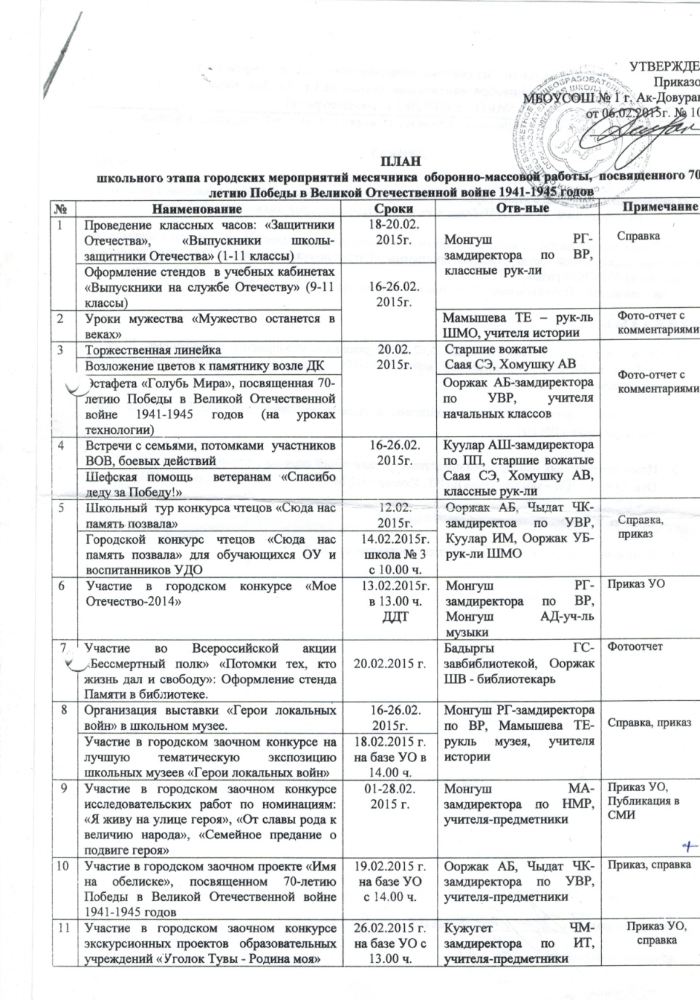 УТВЕРЖДЕ
Приказо
МБОУСОШ № 1 г. Ак-Довура
от 06.02.2015г. № 10
ПЛАН
школьного этапа городских мероприятий месячника оборонно-массовой работы, посвященного 70
летию Победы в Великой Отечественной войне 1941-1945 годов
№ Наименование Сроки Отв-ные Примечание
1 Проведение классных часов: «Защитники
Отечества», «Выпускники школы-
защитники Отечества» (1-11 классы)
18-20.02.
2015г.
Монгуш РГ-
замдиректора по ВР,
классные рук-ли
Справка
Оформление стендов в учебных кабинетах
«Выпускники на службе Отечеству» (9-11
классы)
16-26.02.
2015г.
2 Уроки мужества «Мужество останется в
веках»
Мамышева ТЕ – рук-ль
ШМО, учителя истории
Фото-отчет с
комментариями
3 Торжественная линейка
20.02.
2015г.
Старшие вожатые
Саая СЭ, Хомушку АВ
Возложение цветов к памятнику возле ДК
Фото-отчет с
комментариями
Эстафета «Голубь Мира», посвященная 70-
летию Победы в Великой Отечественной
войне 1941-1945 годов (на уроках
технологии)
Ооржак АБ-замдиректора
по УВР, учителя
начальных классов
4 Встречи с семьями, потомками участников
ВОВ, боевых действий
16-26.02.
2015г.
Куулар АШ-замдиректора
по ПП, старшие вожатые
Саая СЭ, Хомушку АВ,
классные рук-ли
Шефская помощь ветеранам «Спасибо
деду за Победу!»
5 Школьный тур конкурса чтецов «Сюда нас
память позвала»
12.02.
2015г.
Ооржак АБ, Чыдат ЧК-
замдиректоа по УВР,
Куулар ИМ, Ооржак УБ-
рук-ли ШМО
Справка,
приказ
Городской конкурс чтецов «Сюда нас
память позвала» для обучающихся ОУ и
воспитанников УДО
14.02.2015г.
школа № 3
с 10.00 ч.
6 Участие в городском конкурсе «Мое
Отечество-2014»
13.02.2015г.
в 13.00 ч.
ДДТ
Монгуш РГ-
замдиректора по ВР,
Монгуш АД-уч-ль
музыки
Приказ УО
7 Участие во Всероссийской акции
«Бессмертный полк» «Потомки тех, кто
жизнь дал и свободу»: Оформление стенда
Памяти в библиотеке.
20.02.2015 г.
Бадыргы ГС-
завбиблиотекой, Ооржак
ШВ - библиотекарь
Фотоотчет
8 Организация выставки «Герои локальных
войн» в школьном музее.
16-26.02.
2015г.
Монгуш РГ-замдиректора
по ВР, Мамышева ТЕ-
рукль музея, учителя
истории
Справка, приказ
Участие в городском заочном конкурсе на
лучшую тематическую экспозицию
школьных музеев «Герои локальных войн»
18.02.2015 г.
на базе УО в
14.00 ч.
9 Участие в городском заочном конкурсе
исследовательских работ по номинациям:
«Я живу на улице героя», «От славы рода к
величию народа», «Семейное предание о
подвиге героя»
01-28.02.
2015 г.
Монгуш МА-
замдиректора по НМР,
учителя-предметники
Приказ УО,
Публикация в
СМИ
+
10 Участие в городском заочном проекте «Имя
на обелиске», посвященном 70-летию
Победы в Великой Отечественной войне
1941-1945 годов
19.02.2015 г.
на базе УО
с 14.00 ч.
Ооржак АБ, Чыдат ЧК-
замдиректора по УВР,
учителя-предметники
Приказ, справка
11 Участие в городском заочном конкурсе
экскурсионных проектов образовательных
учреждений «Уголок Тувы - Родина моя»
26.02.2015 г.
на базе УО с
13.00 ч.
Кужугет ЧМ-
замдиректора по ИТ,
учителя-предметники
Приказ УО,
справка